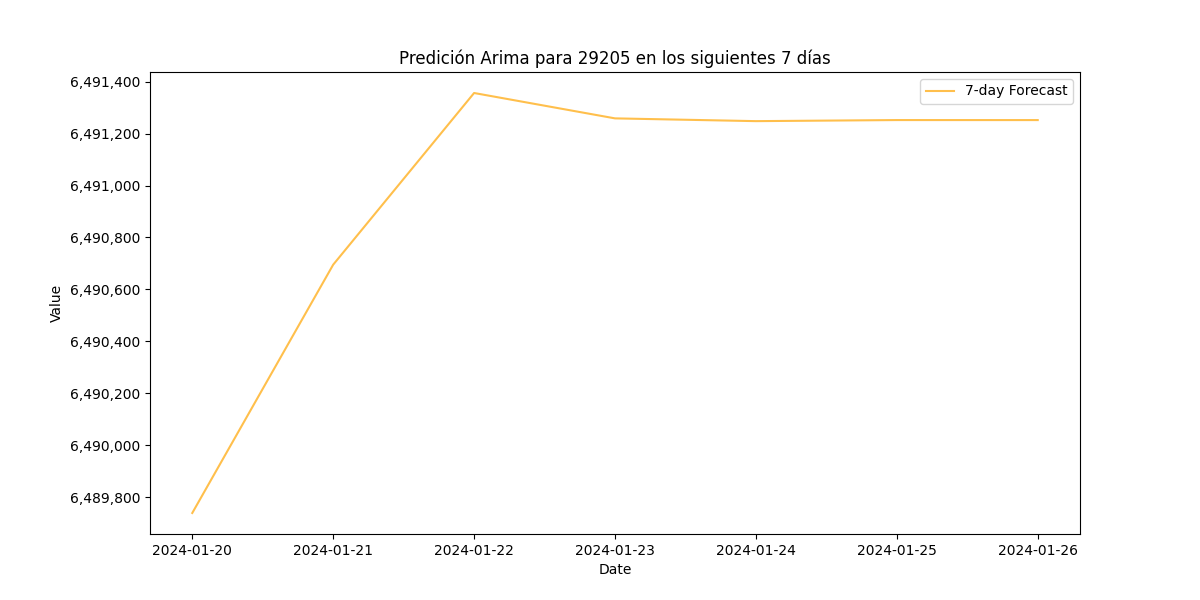 Predición Arima para 29205 en los siguientes 7 días
7-day Forecast
6,491,400
6,491,200
6,491,000
6,490,800
6,490,600
6,490,400
6,490,200
6,490,000
6,489,800
Value
2024-01-20 2024-01-21 2024-01-22 2024-01-23 2024-01-24 2024-01-25 2024-01-26
Date